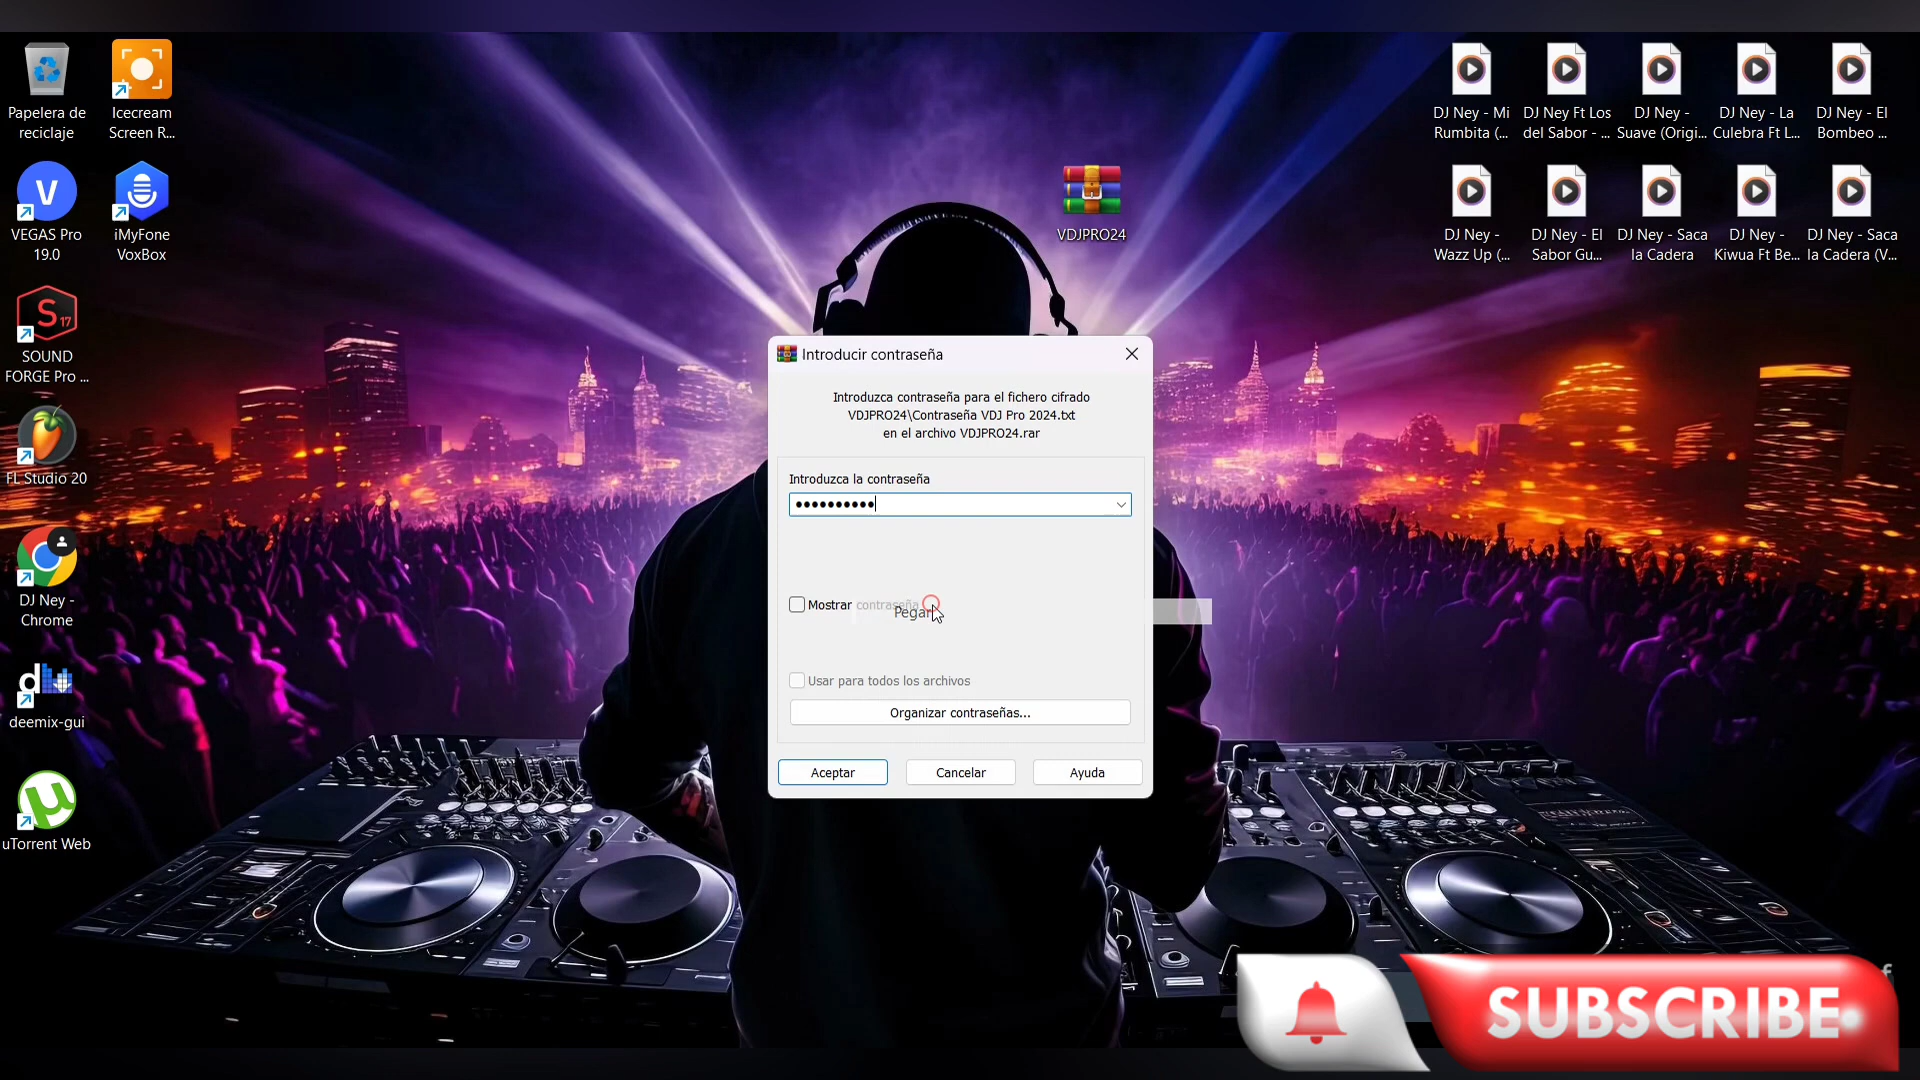 Papelera de
reciclaje
Icecream
Screen R...
V
VEGAS Pro
19.0
iMyFone
VoxBox
S17
SOUND
FORGE Pro ...
FL Studio 20
DJ Ney -
Chrome
d
deemix-gui
µ
uTorrent Web
VDJPRO24
DJ Ney - Mi
Rumbita (...
DJ Ney Ft Los
del Sabor - ...
DJ Ney -
Suave (Origi...
DJ Ney - La
Culebra Ft L...
DJ Ney - El
Bombeo ...
DJ Ney -
Wazz Up (...
DJ Ney - El
Sabor Gu...
DJ Ney - Saca
la Cadera
DJ Ney -
Kiwua Ft Be...
DJ Ney - Saca
la Cadera (V...
Introducir contraseña
Introduzca contraseña para el fichero cifrado
VDJPRO24\Contraseña VDJ Pro 2024.txt
en el archivo VDJPRO24.rar
Introduzca la contraseña
Mostrar contraseña
Pegar
Usar para todos los archivos
Organizar contraseñas...
Aceptar
Cancelar
Ayuda
SUBSCRIBE